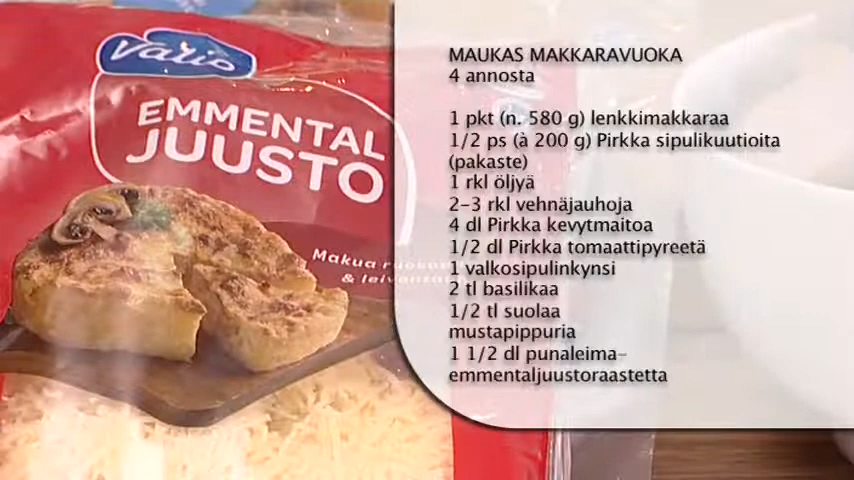 Valio
EMMENTAL
JUUSTO
Makua
MAUKAS MAKKARAVUOKA
4 annosta
1 pkt (n. 580 g) lenkkimakkaraa
1/2 ps (à 200 g) Pirkka sipulikuutioita
(pakaste)
1 rkl öljyä
2-3 rkl vehnäjauhoja
4 dl Pirkka kevytmaitoa
1/2 dl Pirkka tomaattipyreetä
1 valkosipulinkynsi
2 tl basilikaa
1/2 tl suolaa
mustapippuria
1 1/2 dl punaleima-
emmentaljuustoraastetta